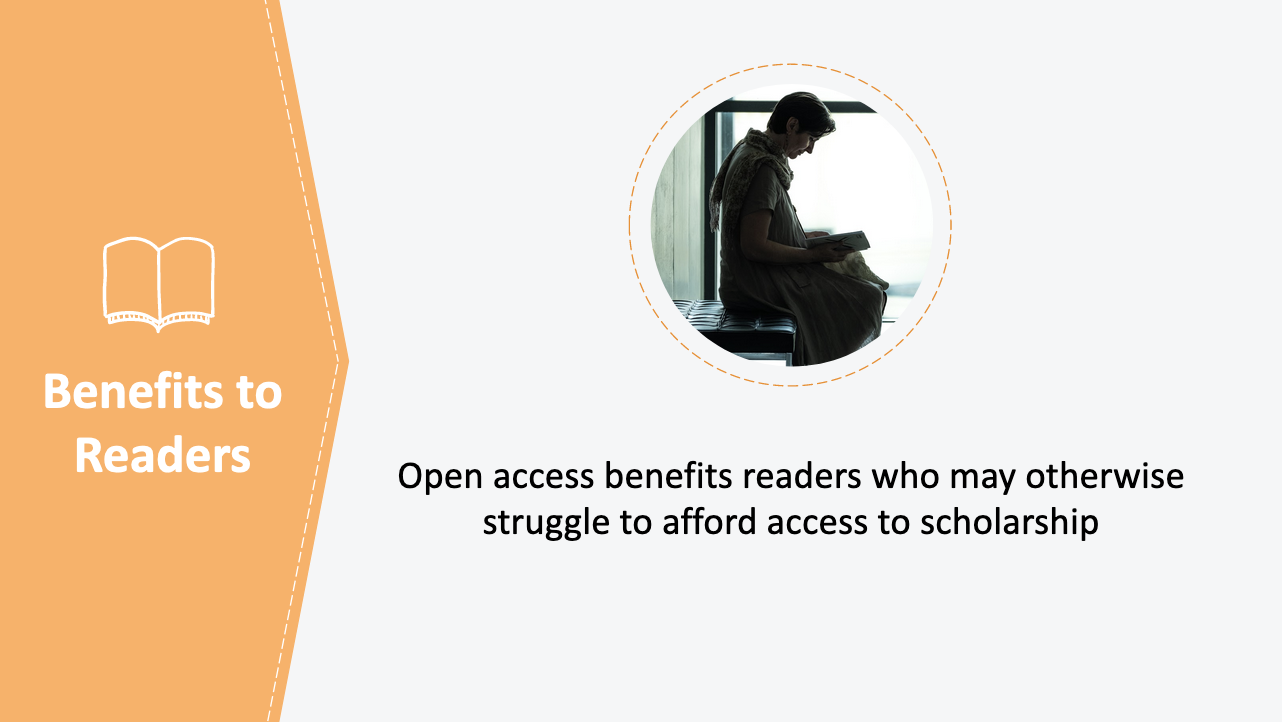 Benefits to
Readers
Open access benefits readers who may otherwise
struggle to afford access to scholarship